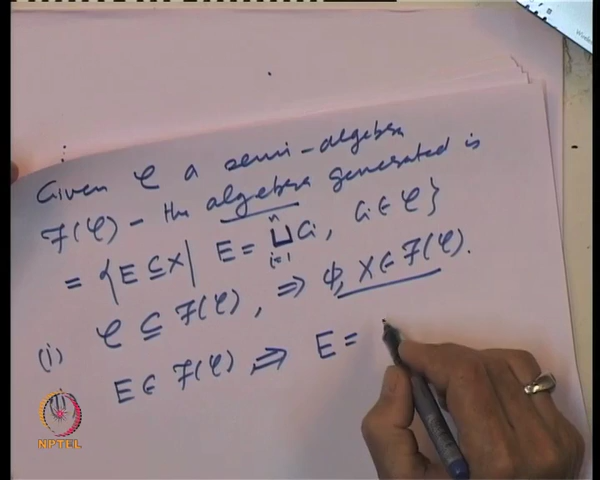 Given 𝒞 a semi-algebra
ℱ(𝒞) - the algebra generated is
= {E ⊆ X | E = ⊔ⁿᵢ₌₁ Cᵢ, Cᵢ ∈ 𝒞}
(i) 𝒞 ⊆ ℱ(𝒞), ⇒ ϕ, X ∈ ℱ(𝒞).
E ∈ ℱ(𝒞) ⇒ E =
NPTEL